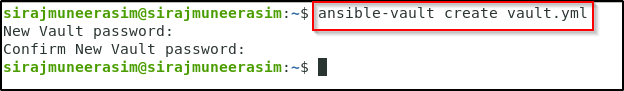 sirajmuneerasim@sirajmuneerasim:~$ ansible-vault create vault.yml
New Vault password:
Confirm New Vault password:
sirajmuneerasim@sirajmuneerasim:~$